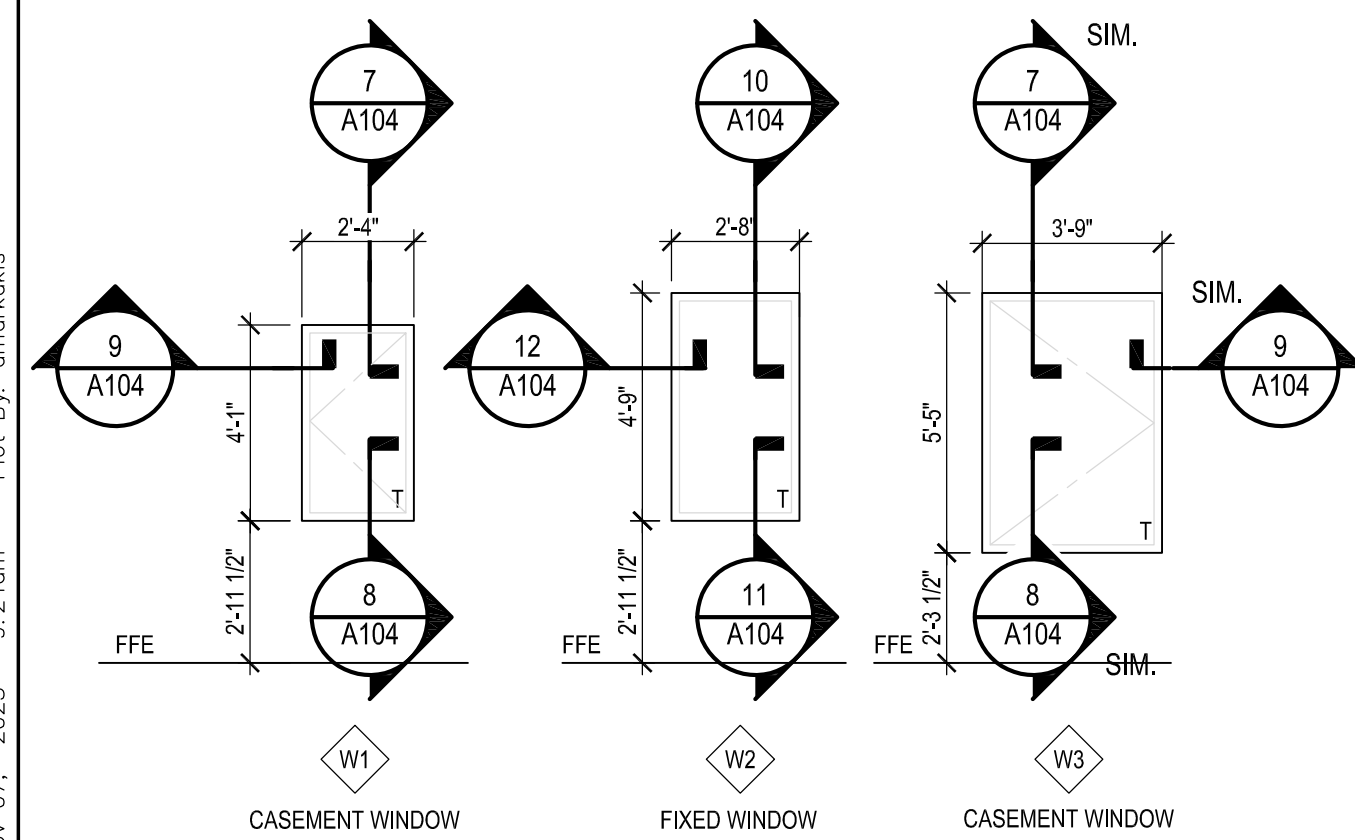 7
A104
10
A104
7
A104
SIM.
2'-4"
2'-8"
3'-9"
9
A104
12
A104
SIM.
9
A104
4'-1"
4'-9"
5'-5"
T
T
T
2'-11 1/2"
2'-11 1/2"
2'-3 1/2"
8
A104
11
A104
8
A104
FFE
FFE
FFE
SIM.
W1
W2
W3
CASEMENT WINDOW
FIXED WINDOW
CASEMENT WINDOW